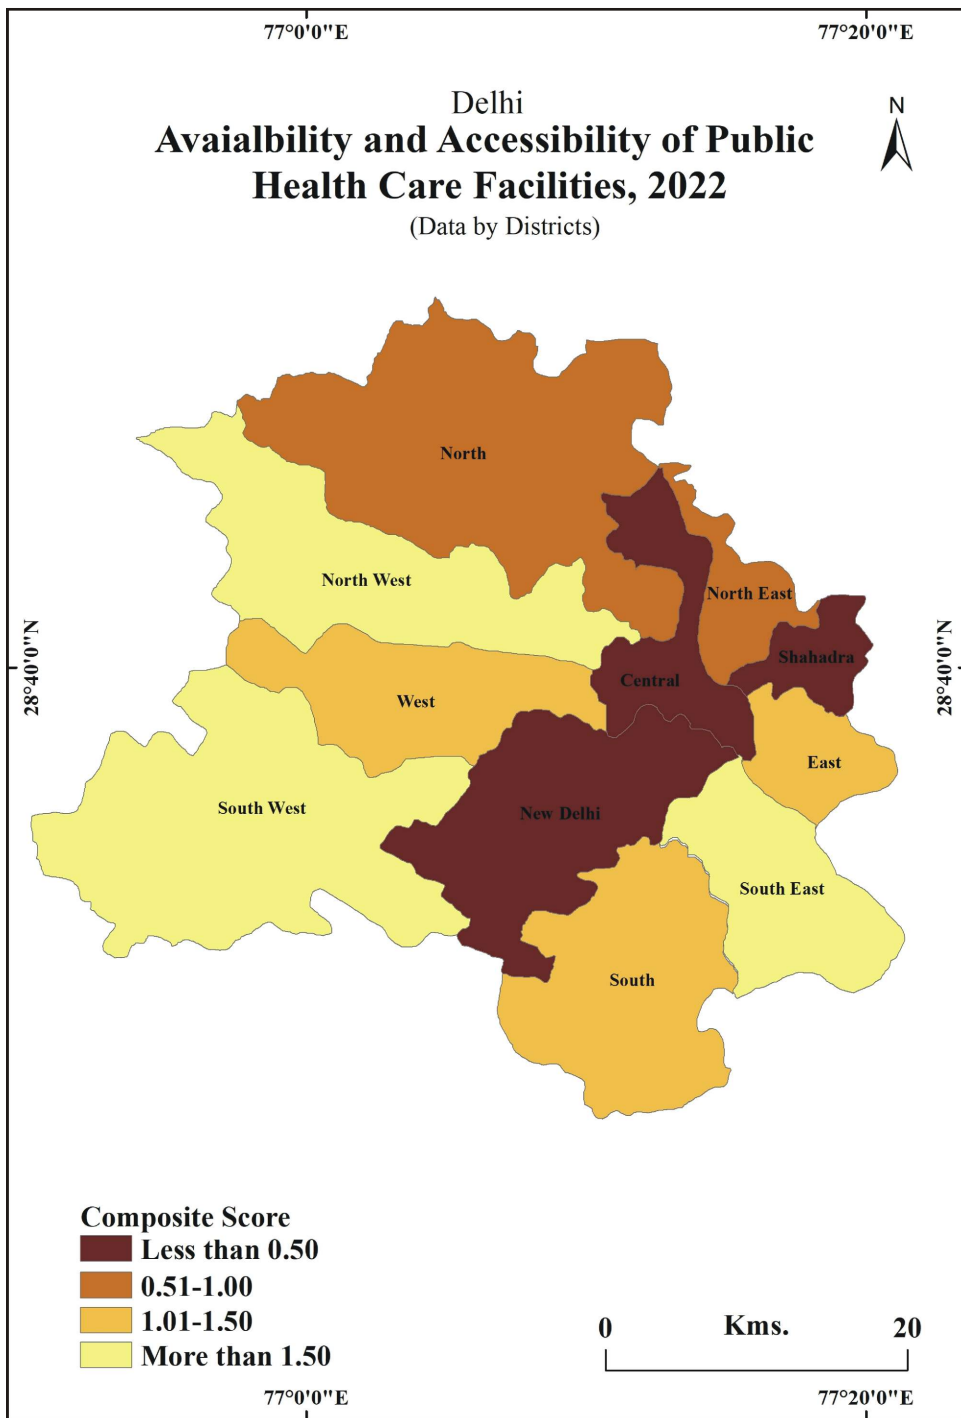 77°0'0"E 77°20'0"E
Delhi
N
Avaialbility and Accessibility of Public
Health Care Facilities, 2022
(Data by Districts)
North
North West
North East
28°40'0"N
28°40'0"N
Shahadra
Central
West
East
South West
New Delhi
South East
South
Composite Score
Less than 0.50
0.51-1.00
1.01-1.50
More than 1.50
0 Kms. 20
77°0'0"E 77°20'0"E